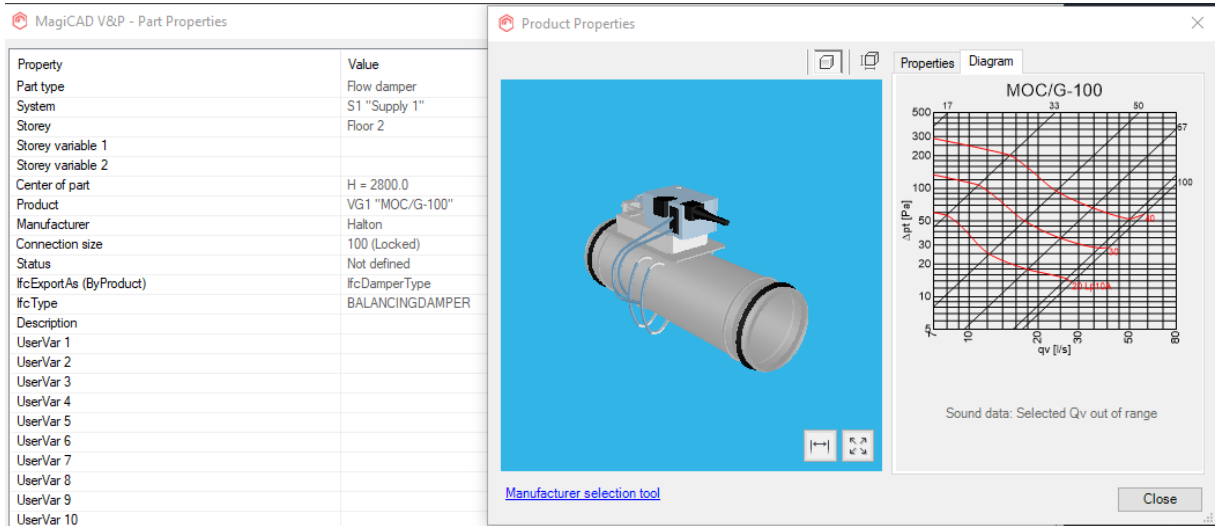 MagiCAD V&P - Part Properties
Property Value
Part type Flow damper
System S1 "Supply 1"
Storey Floor 2
Storey variable 1
Storey variable 2
Center of part H = 2800.0
Product VG1 "MOC/G-100"
Manufacturer Halton
Connection size 100 (Locked)
Status Not defined
IfcExportAs (ByProduct) IfcDamperType
IfcType BALANCINGDAMPER
Description
UserVar 1
UserVar 2
UserVar 3
UserVar 4
UserVar 5
UserVar 6
UserVar 7
UserVar 8
UserVar 9
UserVar 10
Product Properties
Properties Diagram
MOC/G-100
17 33 50
67
100
500
300
200
100
50
30
20
10
5
Δpt [Pa]
40
30
20 Lp10A
7 10 20 30 50 80
qv [l/s]
Sound data: Selected Qv out of range
Manufacturer selection tool
Close